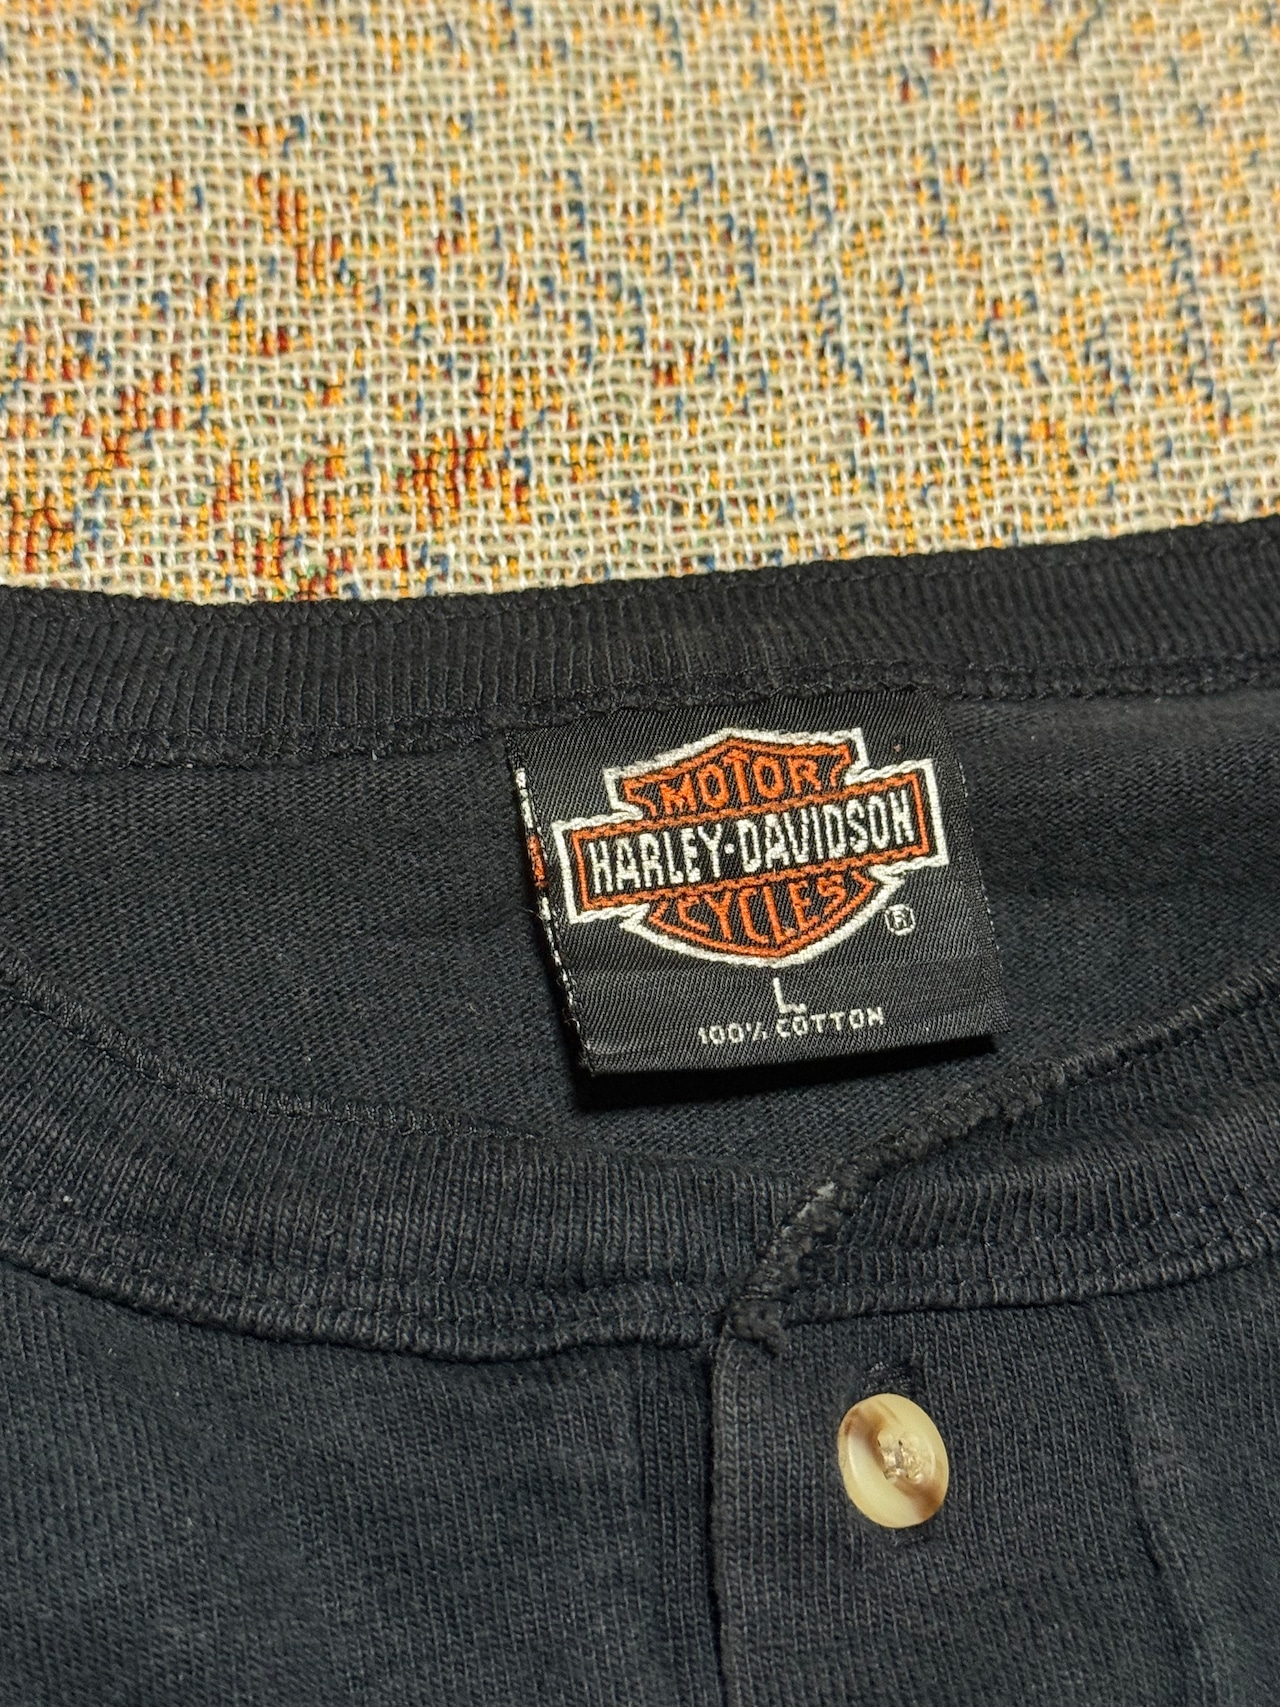 MOTOR
HARLEY-DAVIDSON
CYCLES
®
L
100% COTTON